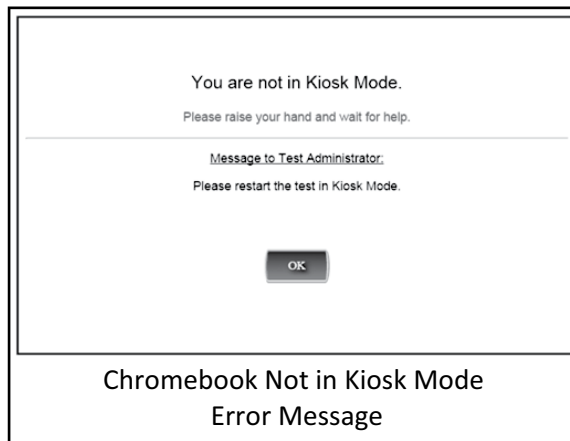 You are not in Kiosk Mode.
Please raise your hand and wait for help.
Message to Test Administrator:
Please restart the test in Kiosk Mode.
OK
Chromebook Not in Kiosk Mode
Error Message